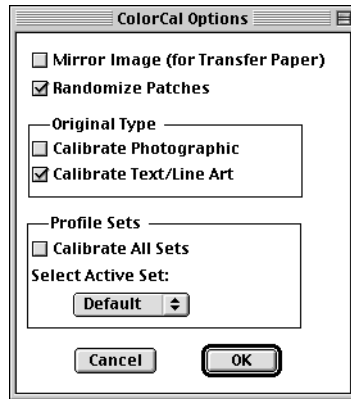 ColorCal Options
Mirror Image (for Transfer Paper)
Randomize Patches
Original Type
Calibrate Photographic
Calibrate Text/Line Art
Profile Sets
Calibrate All Sets
Select Active Set:
Default
Cancel OK